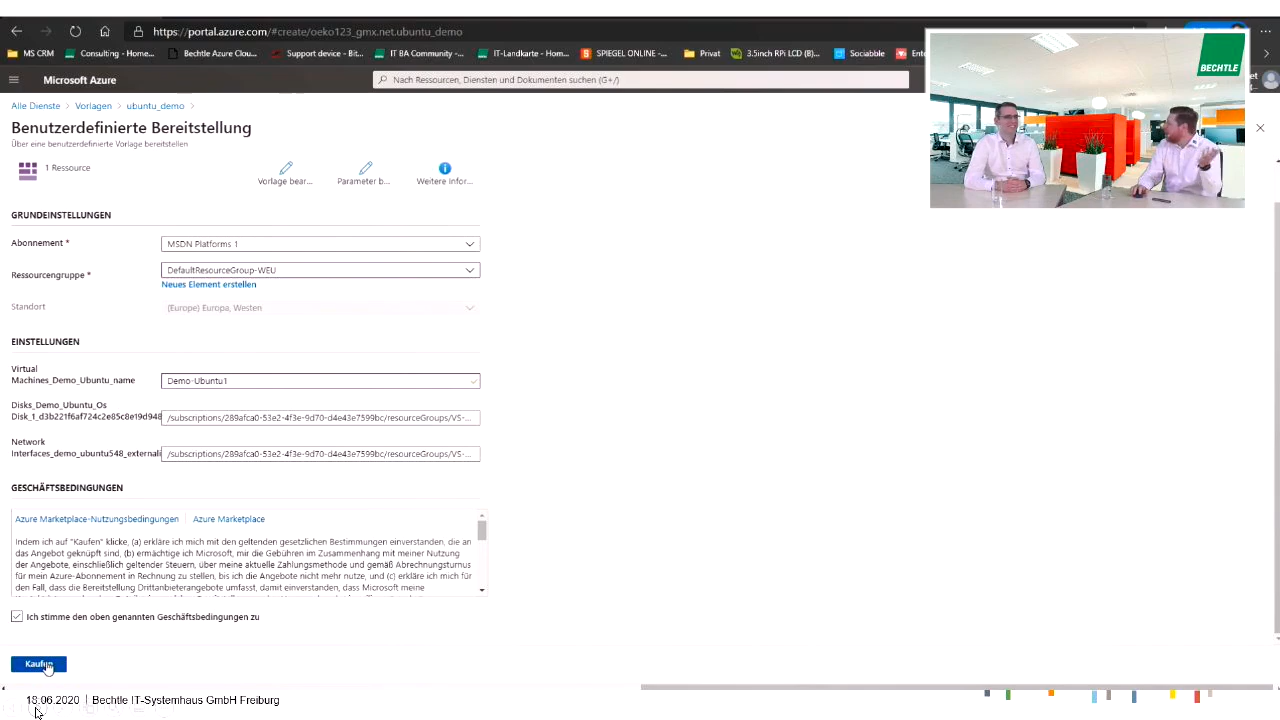 https://portal.azure.com/#create/oeko123_gmx.net.ubuntu_demo
MS CRM
Consulting - Home...
Bechtle Azure Cloud...
Support device - Bi...
IT BA Community -...
IT-Landkarte - Hom...
SPIEGEL ONLINE -...
Privat
3.5inch RPi LCD (B)...
Sociabble
Ente
BECHTLE
Microsoft Azure
Nach Ressourcen, Diensten und Dokumenten suchen (G+/)
Alle Dienste > Vorlagen > ubuntu_demo >
Benutzerdefinierte Bereitstellung
Über eine benutzerdefinierte Vorlage bereitstellen
1 Ressource
Vorlage bear...
Parameter b...
Weitere Infor...
GRUNDEINSTELLUNGEN
Abonnement *
MSDN Platforms 1
Ressourcengruppe *
DefaultResourceGroup-WEU
Neues Element erstellen
Standort
(Europe) Europa, Westen
EINSTELLUNGEN
Virtual
Machines_Demo_Ubuntu_name
Demo-Ubuntu1
Disks_Demo_Ubuntu_Os
Disk_1_d3b221f6af724c2e85c8e19d948
/subscriptions/289afca0-53e2-4f3e-9d70-d4e43e7599bc/resourceGroups/VS-...
Network
Interfaces_demo_ubuntu548_externali
/subscriptions/289afca0-53e2-4f3e-9d70-d4e43e7599bc/resourceGroups/VS-...
GESCHÄFTSBEDINGUNGEN
Azure Marketplace-Nutzungsbedingungen
Azure Marketplace
Indem ich auf "Kaufen" klicke, (a) erkläre ich mich mit den geltenden gesetzlichen Bestimmungen einverstanden, die an
das Angebot geknüpft sind, (b) ermächtige ich Microsoft, mir die Gebühren im Zusammenhang mit meiner Nutzung
der Angebote, einschließlich geltender Steuern, über meine aktuelle Zahlungsmethode und gemäß Abrechnungsturnus
für mein Azure-Abonnement in Rechnung zu stellen, bis ich die Angebote nicht mehr nutze, und (c) erkläre ich mich für
den Fall, dass die Bereitstellung Drittanbieterangebote umfasst, damit einverstanden, dass Microsoft meine
Ich stimme den oben genannten Geschäftsbedingungen zu
Kaufen
18.06.2020 | Bechtle IT-Systemhaus GmbH Freiburg